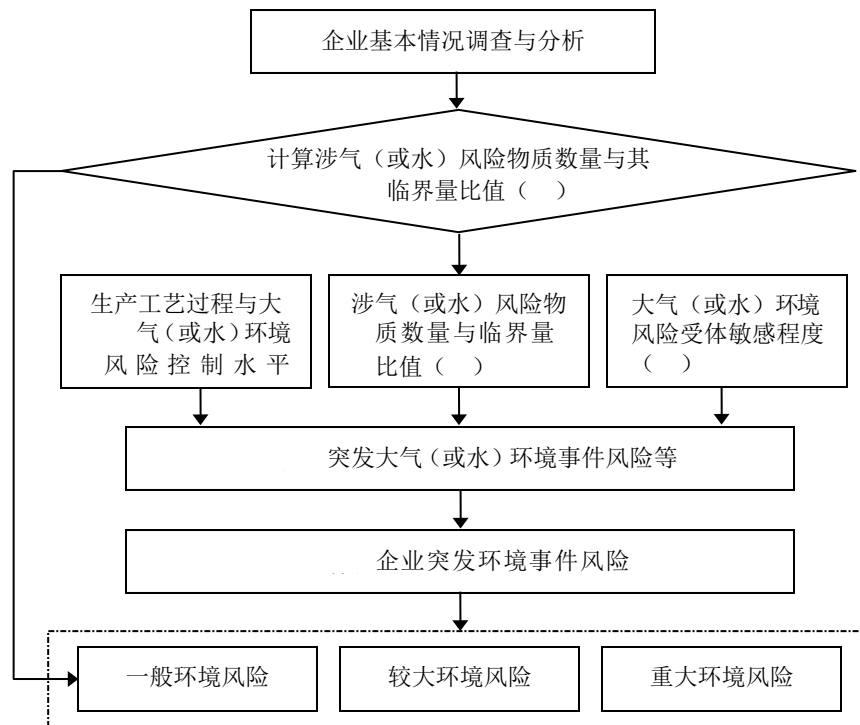 企业基本情况调查与分析
计算涉气（或水）风险物质数量与其
临界量比值（ ）
生产工艺过程与大
气（或水）环境
风险控制水平
涉气（或水）风险物
质数量与临界量
比值（ ）
大气（或水）环境
风险受体敏感程度
（ ）
突发大气（或水）环境事件风险等
企业突发环境事件风险
一般环境风险
较大环境风险
重大环境风险